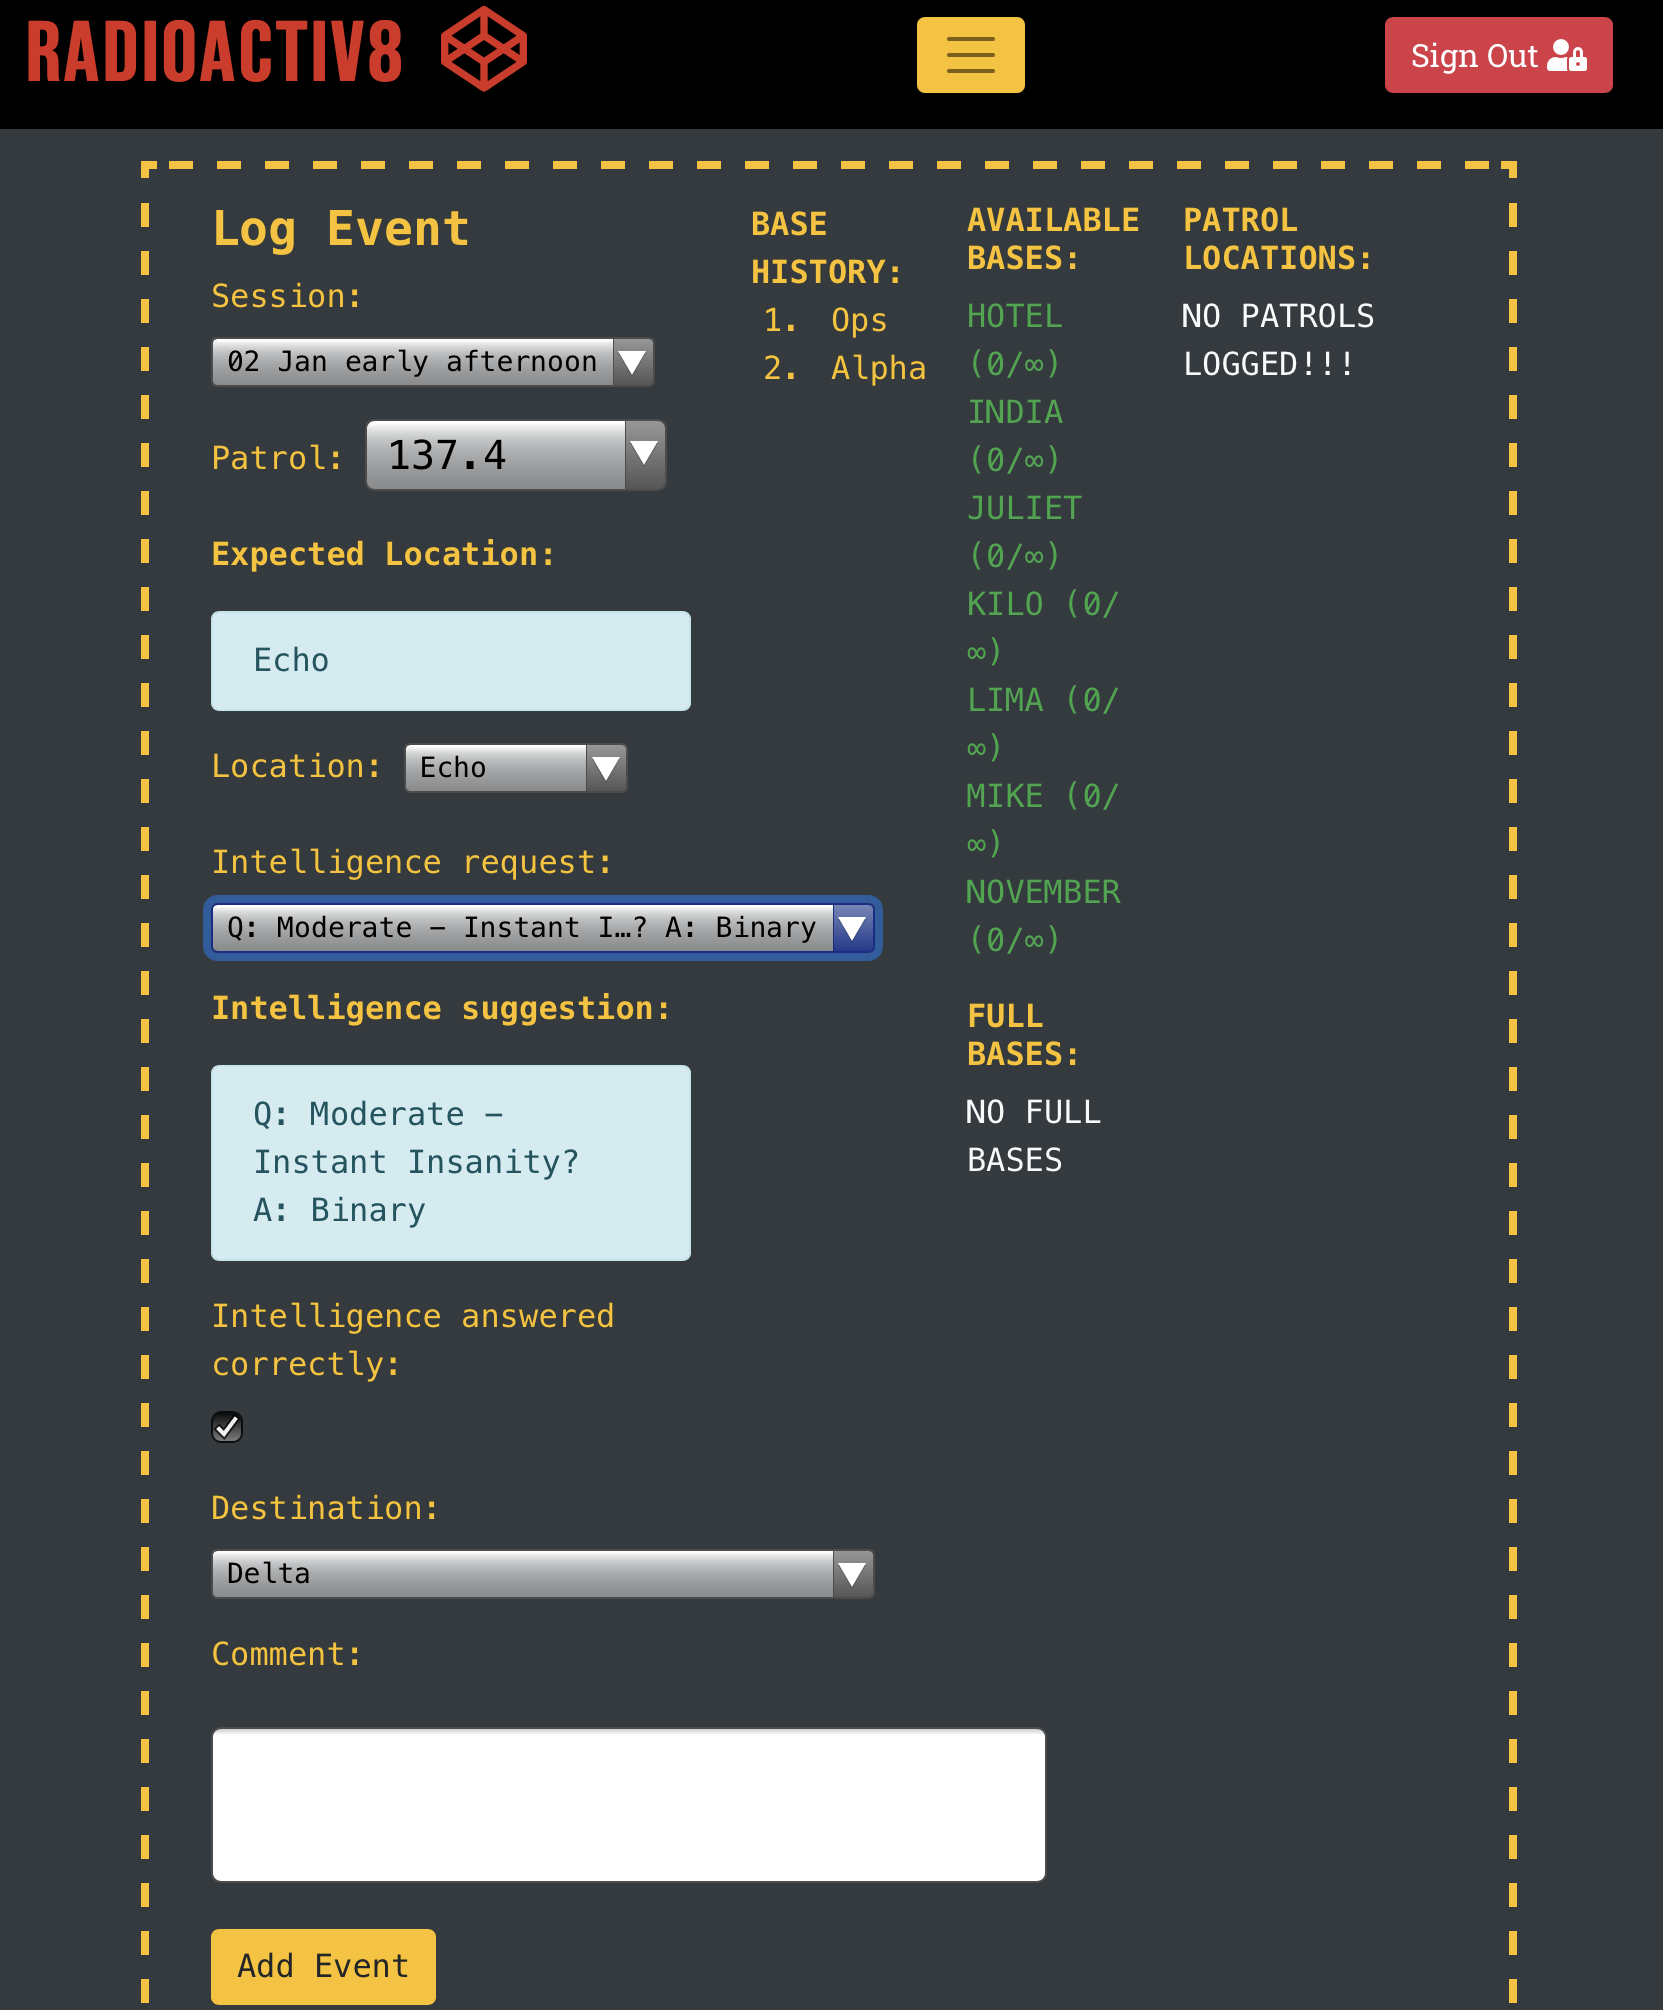 RADIOACTIV8
Sign Out
Log Event
Session:
02 Jan early afternoon
Patrol: 137.4
Expected Location:
Echo
Location: Echo
Intelligence request:
Q: Moderate – Instant I…? A: Binary
Intelligence suggestion:
Q: Moderate –
Instant Insanity?
A: Binary
Intelligence answered
correctly:
Destination:
Delta
Comment:
Add Event
BASE
HISTORY:
1. Ops
2. Alpha
AVAILABLE
BASES:
HOTEL
(0/∞)
INDIA
(0/∞)
JULIET
(0/∞)
KILO (0/
∞)
LIMA (0/
∞)
MIKE (0/
∞)
NOVEMBER
(0/∞)
FULL
BASES:
NO FULL
BASES
PATROL
LOCATIONS:
NO PATROLS
LOGGED!!!